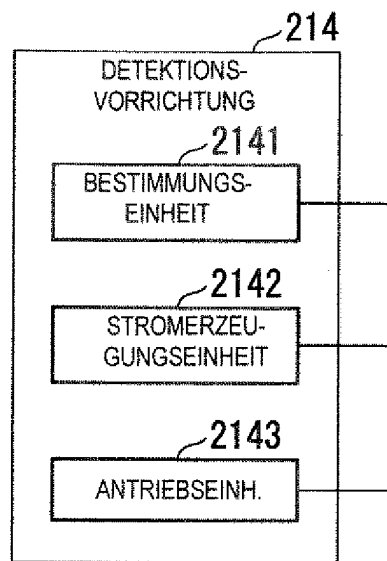 214
DETEKTIONS-
VORRICHTUNG
2141
BESTIMMUNGS-
EINHEIT
2142
STROMERZEU-
GUNGSEINHEIT
2143
ANTRIEBSEINH.